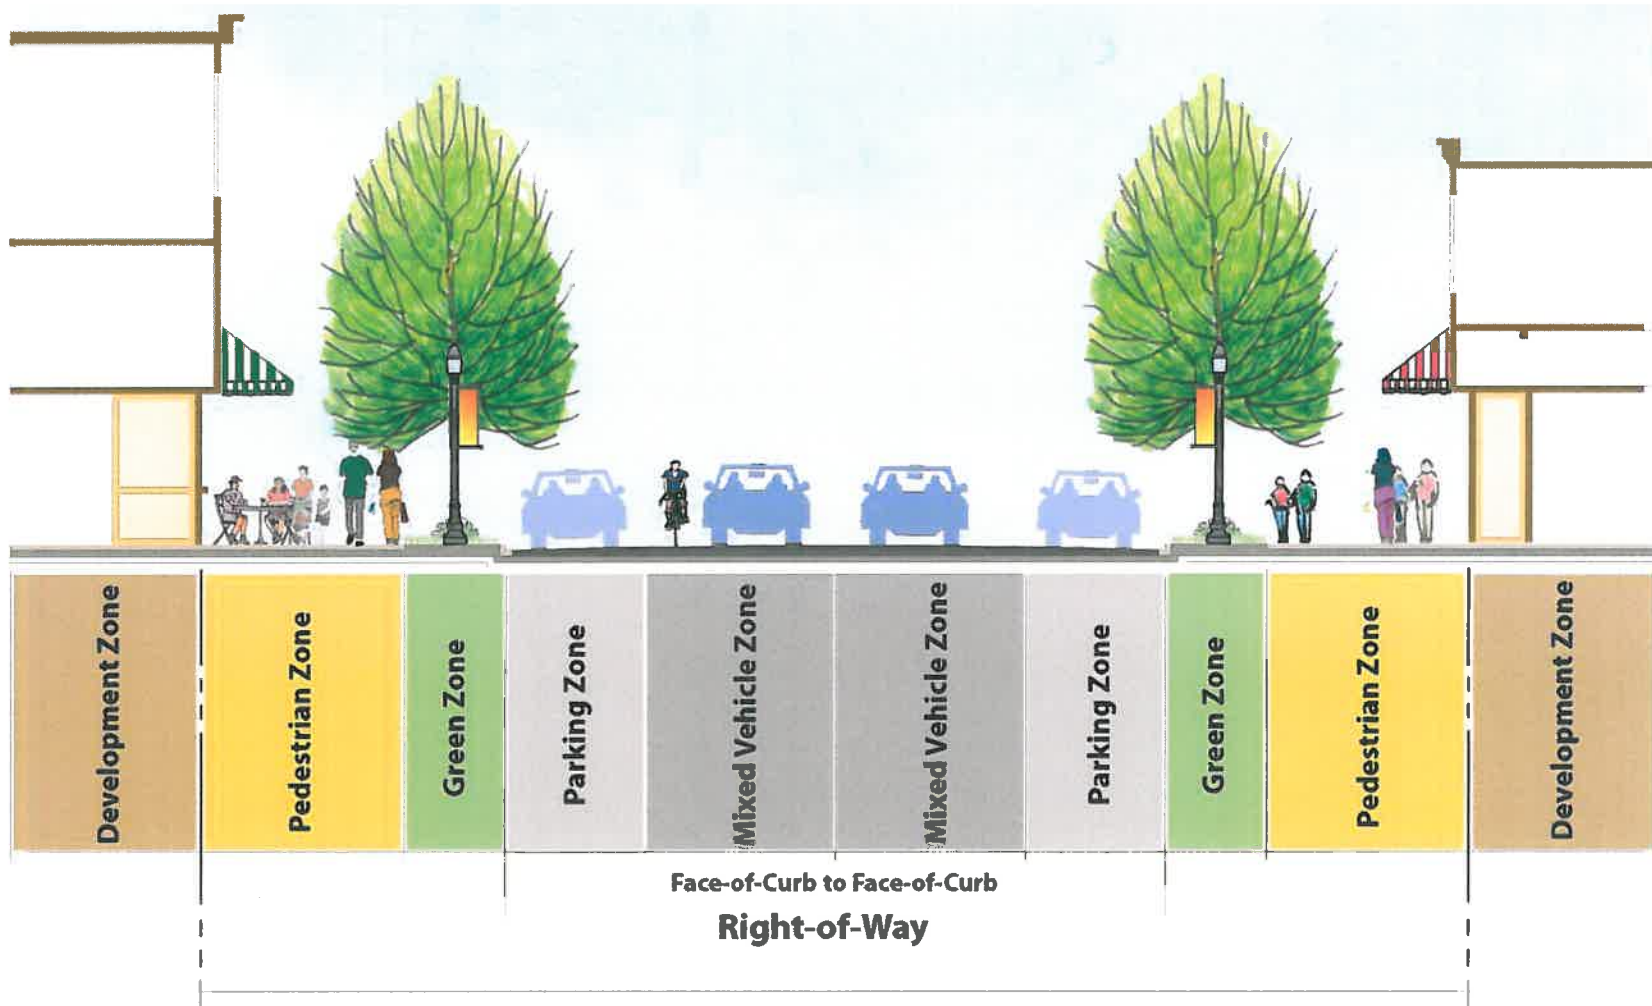 Development Zone
Pedestrian Zone
Green Zone
Parking Zone
Mixed Vehicle Zone
Mixed Vehicle Zone
Parking Zone
Green Zone
Pedestrian Zone
Development Zone
Face-of-Curb to Face-of-Curb
Right-of-Way